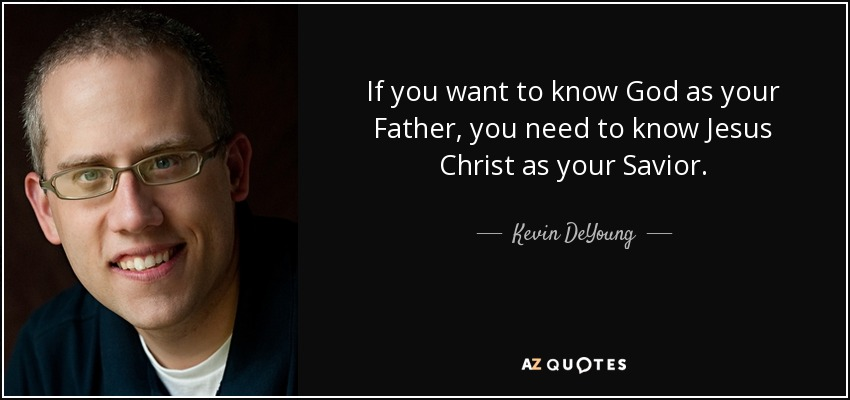 If you want to know God as your
Father, you need to know Jesus
Christ as your Savior.
Kevin DeYoung
AZ QUOTES